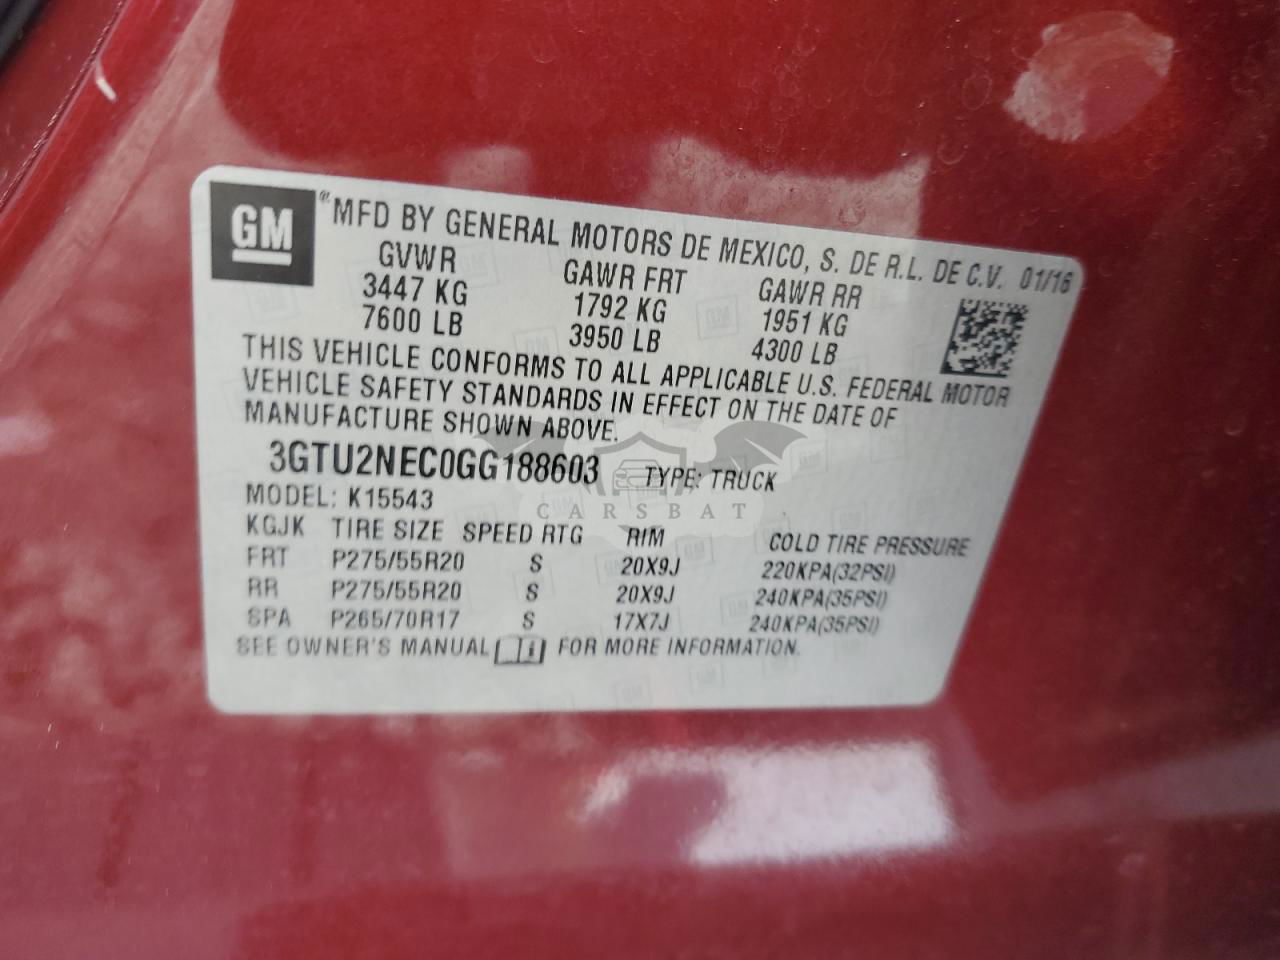 GM ® MFD BY GENERAL MOTORS DE MEXICO, S. DE R.L. DE C.V. 01/16
GVWR GAWR FRT GAWR RR
3447 KG 1792 KG 1951 KG
7600 LB 3950 LB 4300 LB
THIS VEHICLE CONFORMS TO ALL APPLICABLE U.S. FEDERAL MOTOR
VEHICLE SAFETY STANDARDS IN EFFECT ON THE DATE OF
MANUFACTURE SHOWN ABOVE.
3GTU2NEC0GG188603 TYPE: TRUCK
MODEL: K15543
CARSBAT
KGJK TIRE SIZE SPEED RTG RIM COLD TIRE PRESSURE
FRT P275/55R20 S 20X9J 220KPA(32PSI)
RR P275/55R20 S 20X9J 240KPA(35PSI)
SPA P265/70R17 S 17X7J 240KPA(35PSI)
SEE OWNER'S MANUAL FOR MORE INFORMATION.